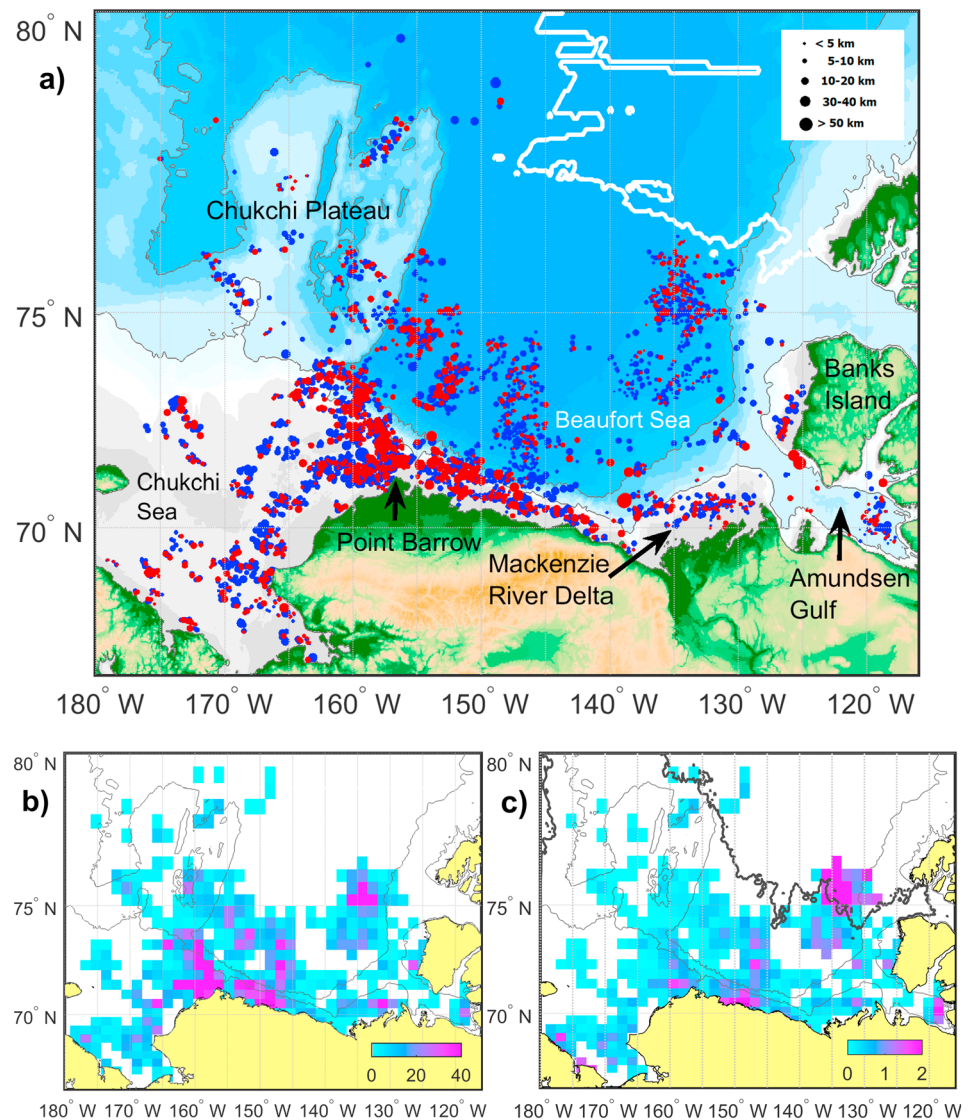 80° N
a)
< 5 km
5-10 km
10-20 km
30-40 km
> 50 km
Chukchi Plateau
75° N
Banks
Island
Beaufort Sea
Chukchi
Sea
70° N
Point Barrow
Mackenzie
River Delta
Amundsen
Gulf
180° W 170° W 160° W 150° W 140° W 130° W 120° W
80° N
b)
75° N
70° N
0 20 40
180° W 170° W 160° W 150° W 140° W 130° W 120° W
80° N
c)
75° N
70° N
0 1 2
180° W 170° W 160° W 150° W 140° W 130° W 120° W